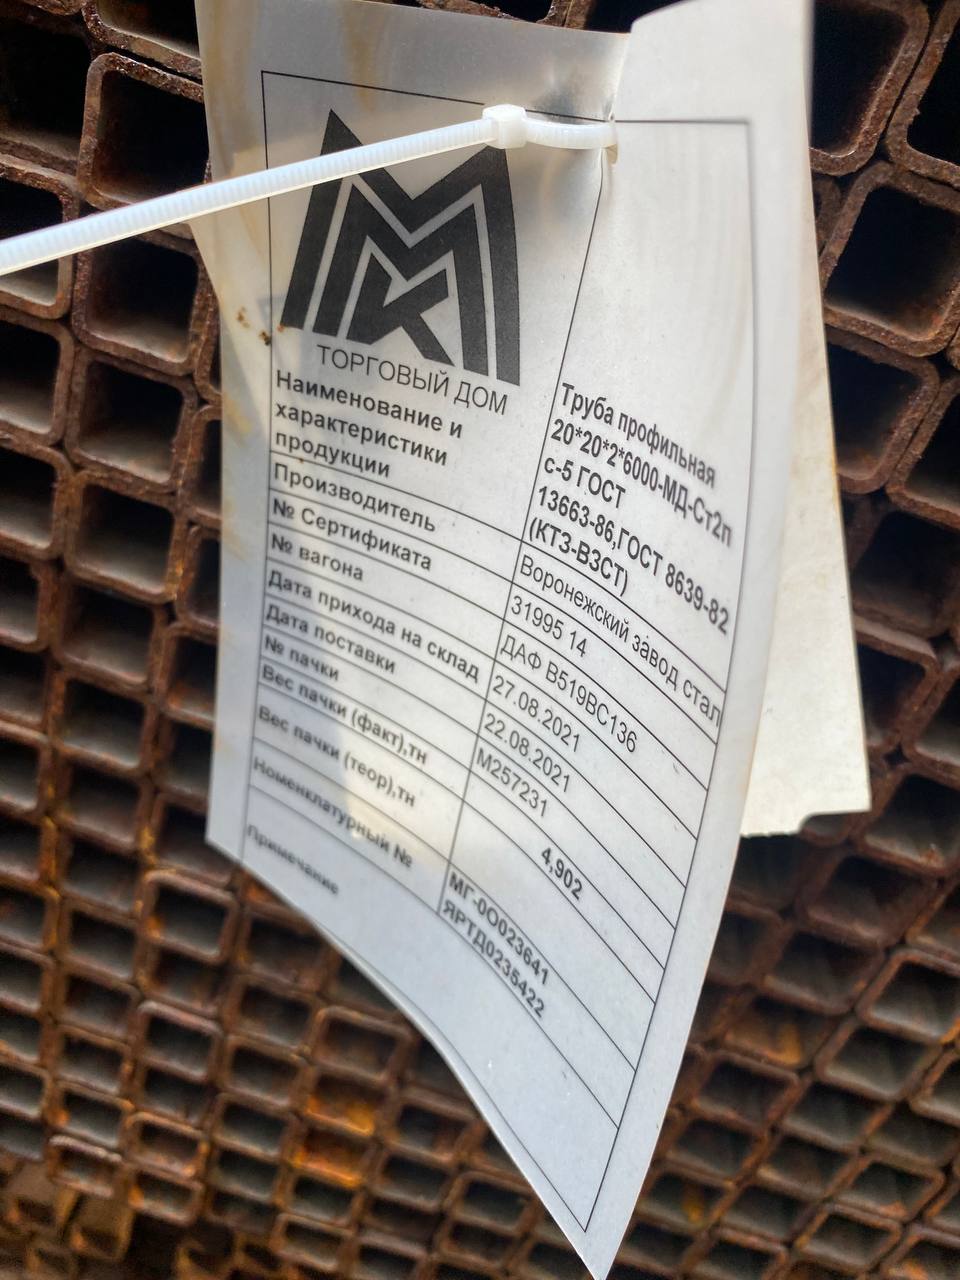 ММК
ТОРГОВЫЙ ДОМ
Наименование и
характеристики
продукции
Труба профильная
20*20*2*6000-МД-Ст2п
с-5 ГОСТ
13663-86,ГОСТ 8639-82
(КТЗ-ВЗСТ)
Производитель Воронежский завод стал
№ Сертификата 31995 14
№ вагона ДАФ В519ВС136
Дата прихода на склад 27.08.2021
Дата поставки 22.08.2021
№ пачки М257231
Вес пачки (факт),тн 4,902
Вес пачки (теор),тн
Номенклатурный № МГ-0О023641
ЯРТД0235422
Примечание